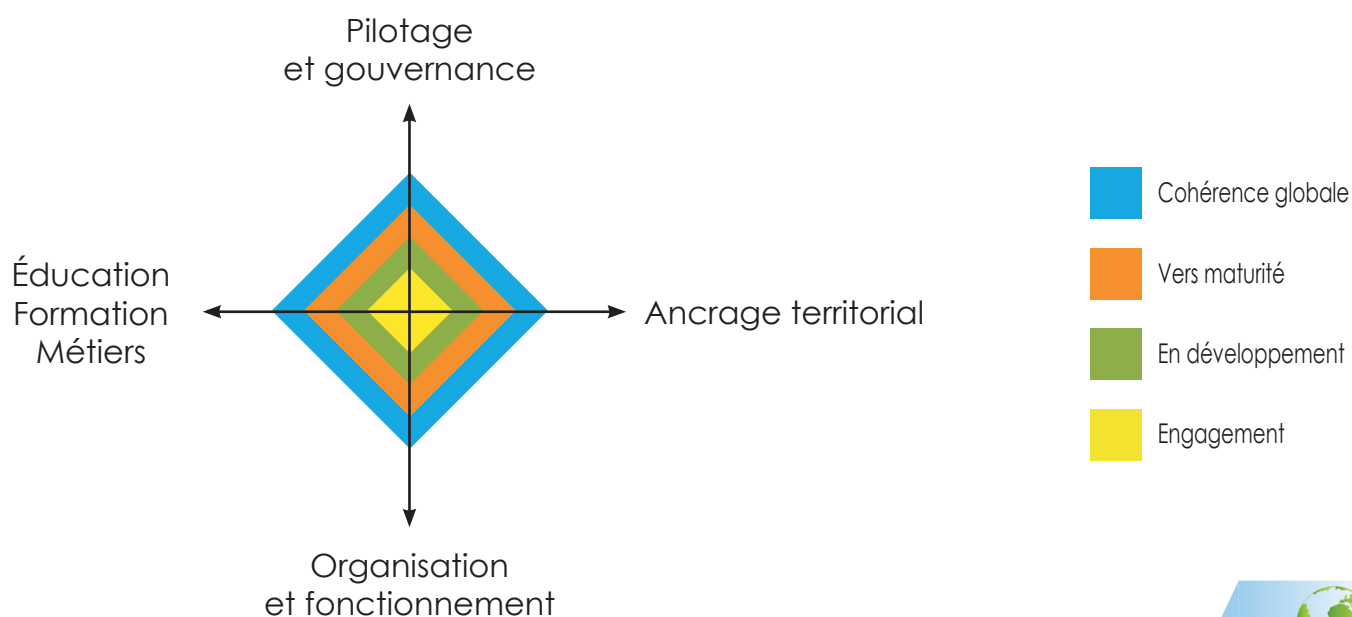 Pilotage
et gouvernance
Éducation
Formation
Métiers
Ancrage territorial
Organisation
et fonctionnement
Cohérence globale
Vers maturité
En développement
Engagement